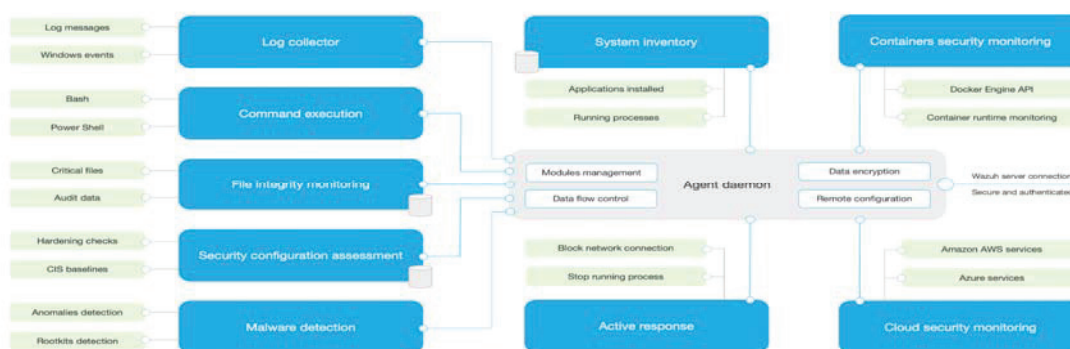 Log messages
Windows events
Log collector
Bash
Power Shell
Command execution
Critical files
Audit data
File integrity monitoring
Hardening checks
CIS baselines
Security configuration assessment
Anomalies detection
Rootkits detection
Malware detection
System inventory
Applications installed
Running processes
Containers security monitoring
Docker Engine API
Container runtime monitoring
Modules management
Data flow control
Agent daemon
Data encryption
Remote configuration
Wazuh server connection
Secure and authenticated
Block network connection
Stop running process
Active response
Amazon AWS services
Azure services
Cloud security monitoring